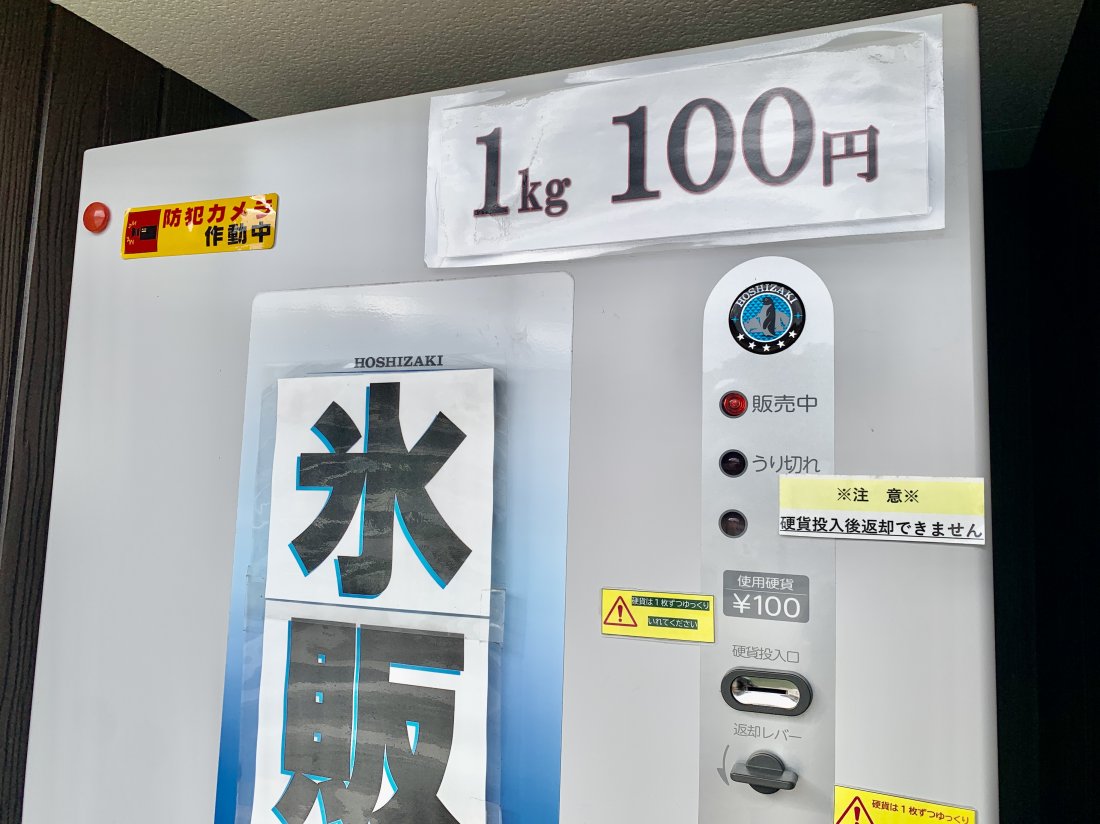 1kg 100円
防犯カメラ
作動中
HOSHIZAKI
HOSHIZAKI
氷
販
販売中
うり切れ
※注 意※
硬貨投入後返却できません
使用硬貨
¥100
硬貨は1枚ずつゆっくり
いれてください
硬貨投入口
返却レバー
硬貨は1枚ずつゆっくり